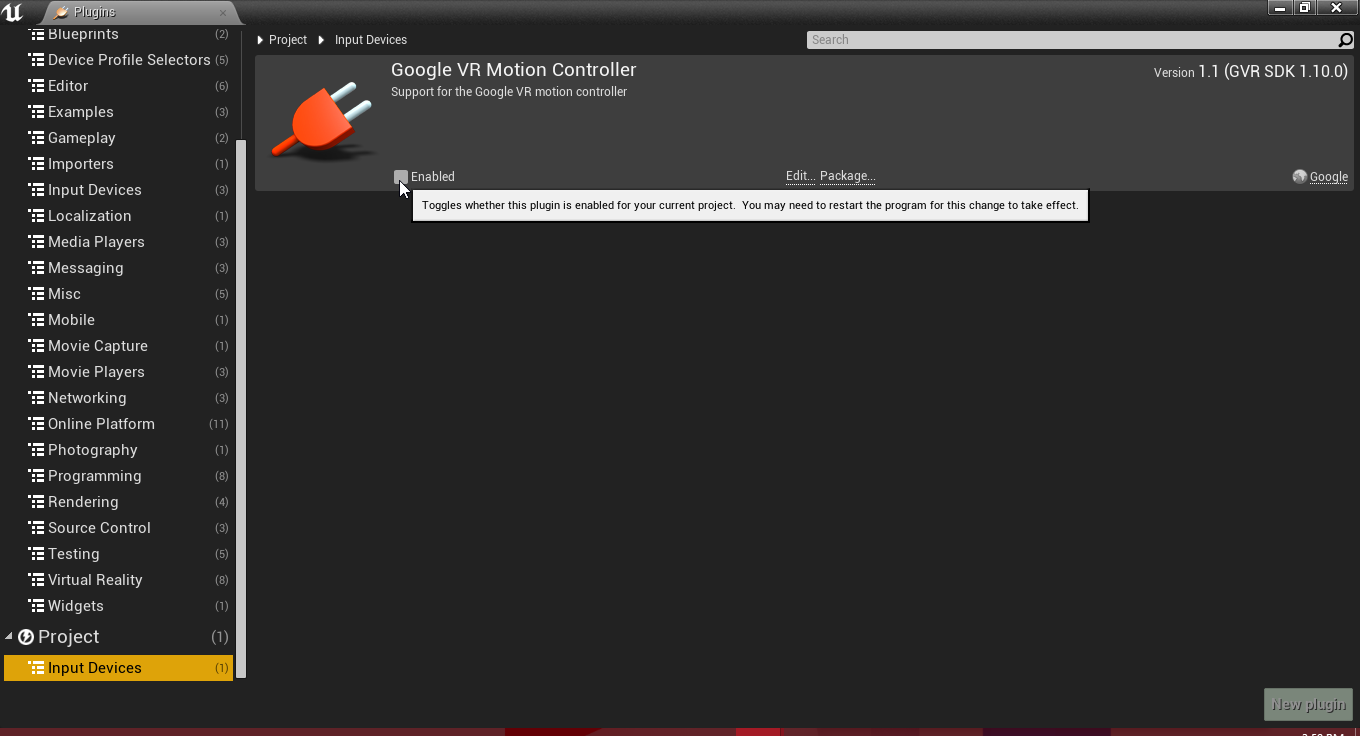 Plugins
Blueprints (2)
Device Profile Selectors (5)
Editor (6)
Examples (3)
Gameplay (2)
Importers (1)
Input Devices (3)
Localization (1)
Media Players (3)
Messaging (3)
Misc (5)
Mobile (1)
Movie Capture (1)
Movie Players (3)
Networking (3)
Online Platform (11)
Photography (1)
Programming (8)
Rendering (4)
Source Control (3)
Testing (5)
Virtual Reality (8)
Widgets (1)
Project (1)
Input Devices (1)
Project Input Devices
Search
Google VR Motion Controller
Version 1.1 (GVR SDK 1.10.0)
Support for the Google VR motion controller
Enabled
Edit... Package...
Google
Toggles whether this plugin is enabled for your current project. You may need to restart the program for this change to take effect.
New plugin